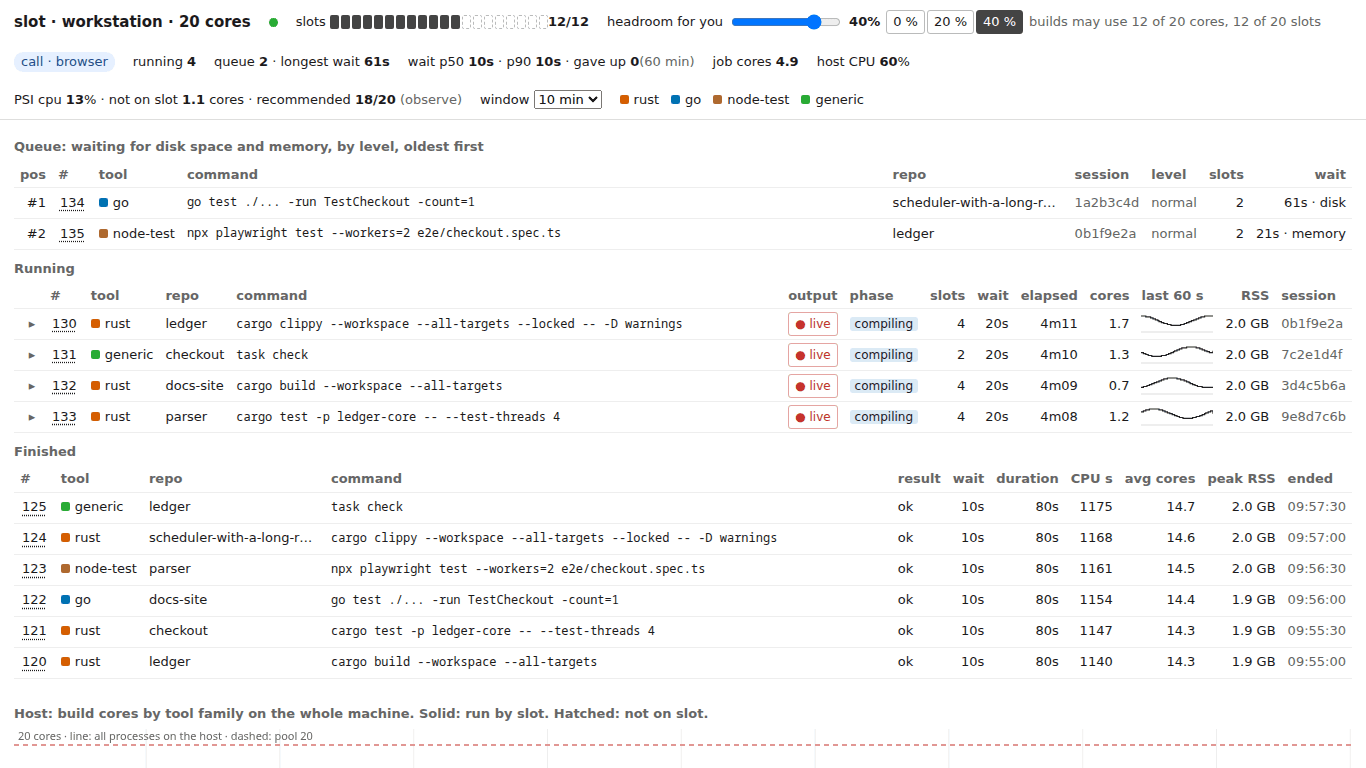 slot · workstation · 20 cores ● slots 12/12 headroom for you 40% 0 % 20 % 40 % builds may use 12 of 20 cores, 12 of 20 slots
call · browser running 4 queue 2 · longest wait 61s wait p50 10s · p90 10s · gave up 0(60 min) job cores 4.9 host CPU 60%
PSI cpu 13% · not on slot 1.1 cores · recommended 18/20 (observe) window 10 min rust go node-test generic
Queue: waiting for disk space and memory, by level, oldest first
pos # tool command repo session level slots wait
#1 134 go go test ./... -run TestCheckout -count=1 scheduler-with-a-long-r… 1a2b3c4d normal 2 61s · disk
#2 135 node-test npx playwright test --workers=2 e2e/checkout.spec.ts ledger 0b1f9e2a normal 2 21s · memory
Running
# tool repo command output phase slots wait elapsed cores last 60 s RSS session
▸ 130 rust ledger cargo clippy --workspace --all-targets --locked -- -D warnings ● live compiling 4 20s 4m11 1.7 2.0 GB 0b1f9e2a
▸ 131 generic checkout task check ● live compiling 2 20s 4m10 1.3 2.0 GB 7c2e1d4f
▸ 132 rust docs-site cargo build --workspace --all-targets ● live compiling 4 20s 4m09 0.7 2.0 GB 3d4c5b6a
▸ 133 rust parser cargo test -p ledger-core -- --test-threads 4 ● live compiling 4 20s 4m08 1.2 2.0 GB 9e8d7c6b
Finished
# tool repo command result wait duration CPU s avg cores peak RSS ended
125 generic ledger task check ok 10s 80s 1175 14.7 2.0 GB 09:57:30
124 rust scheduler-with-a-long-r… cargo clippy --workspace --all-targets --locked -- -D warnings ok 10s 80s 1168 14.6 2.0 GB 09:57:00
123 node-test parser npx playwright test --workers=2 e2e/checkout.spec.ts ok 10s 80s 1161 14.5 2.0 GB 09:56:30
122 go docs-site go test ./... -run TestCheckout -count=1 ok 10s 80s 1154 14.4 1.9 GB 09:56:00
121 rust checkout cargo test -p ledger-core -- --test-threads 4 ok 10s 80s 1147 14.3 1.9 GB 09:55:30
120 rust ledger cargo build --workspace --all-targets ok 10s 80s 1140 14.3 1.9 GB 09:55:00
Host: build cores by tool family on the whole machine. Solid: run by slot. Hatched: not on slot.
20 cores · line: all processes on the host · dashed: pool 20